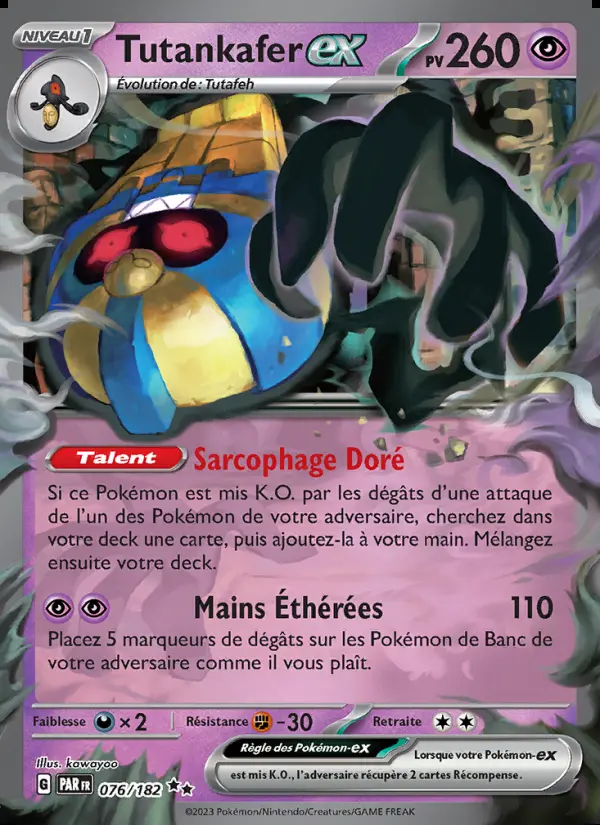 NIVEAU 1
Tutankafer ex PV 260
Évolution de : Tutafeh
Talent Sarcophage Doré
Si ce Pokémon est mis K.O. par les dégâts d'une attaque
de l'un des Pokémon de votre adversaire, cherchez dans
votre deck une carte, puis ajoutez-la à votre main. Mélangez
ensuite votre deck.
Mains Éthérées 110
Placez 5 marqueurs de dégâts sur les Pokémon de Banc de
votre adversaire comme il vous plaît.
Faiblesse ×2 Résistance -30 Retraite
Illus. kawayoo
Règle des Pokémon-ex Lorsque votre Pokémon-ex
est mis K.O., l'adversaire récupère 2 cartes Récompense.
G PAR FR 076/182
©2023 Pokémon/Nintendo/Creatures/GAME FREAK